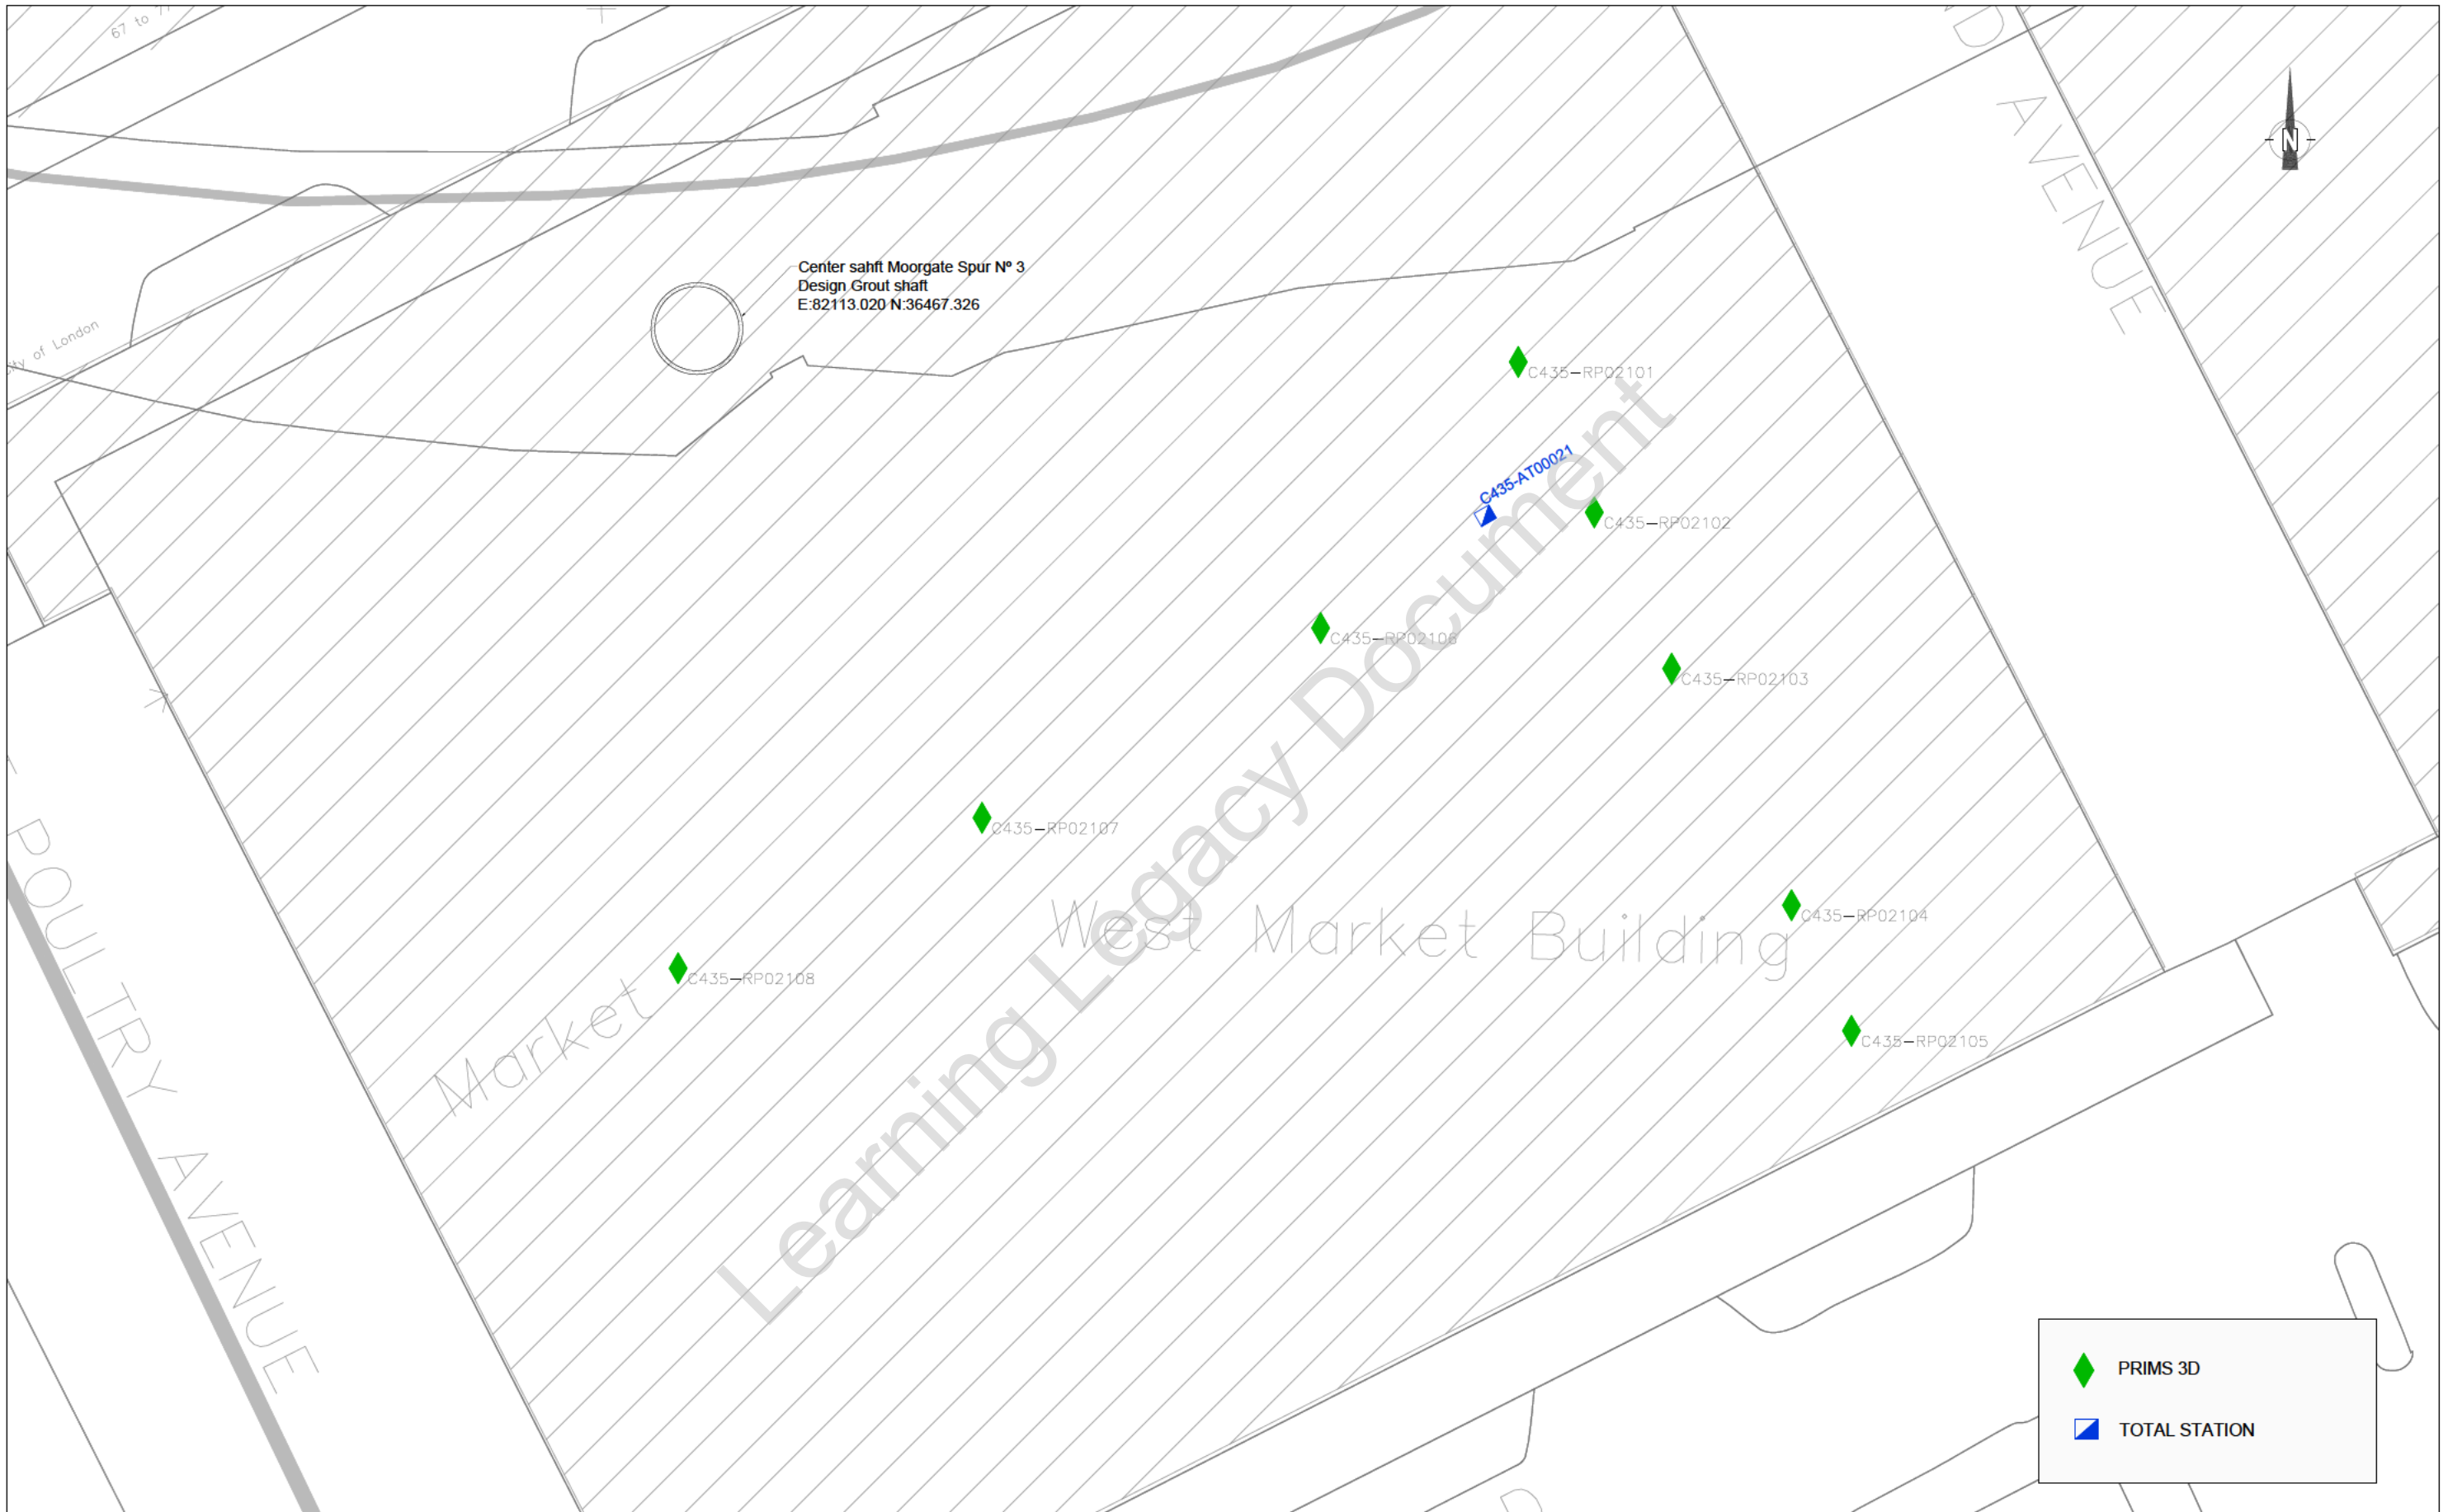 67 to 77
D AVENUE
N
Center sahft Moorgate Spur Nº 3
Design Grout shaft
E:82113.020 N:36467.326
City of London
C435-RP02101
C435-AT00021
C435-RP02102
C435-RP02106
C435-RP02103
C435-RP02107
C435-RP02104
West Market Building
C435-RP02108
Market
C435-RP02105
POULTRY AVENUE
Learning Legacy Document
PRIMS 3D
TOTAL STATION